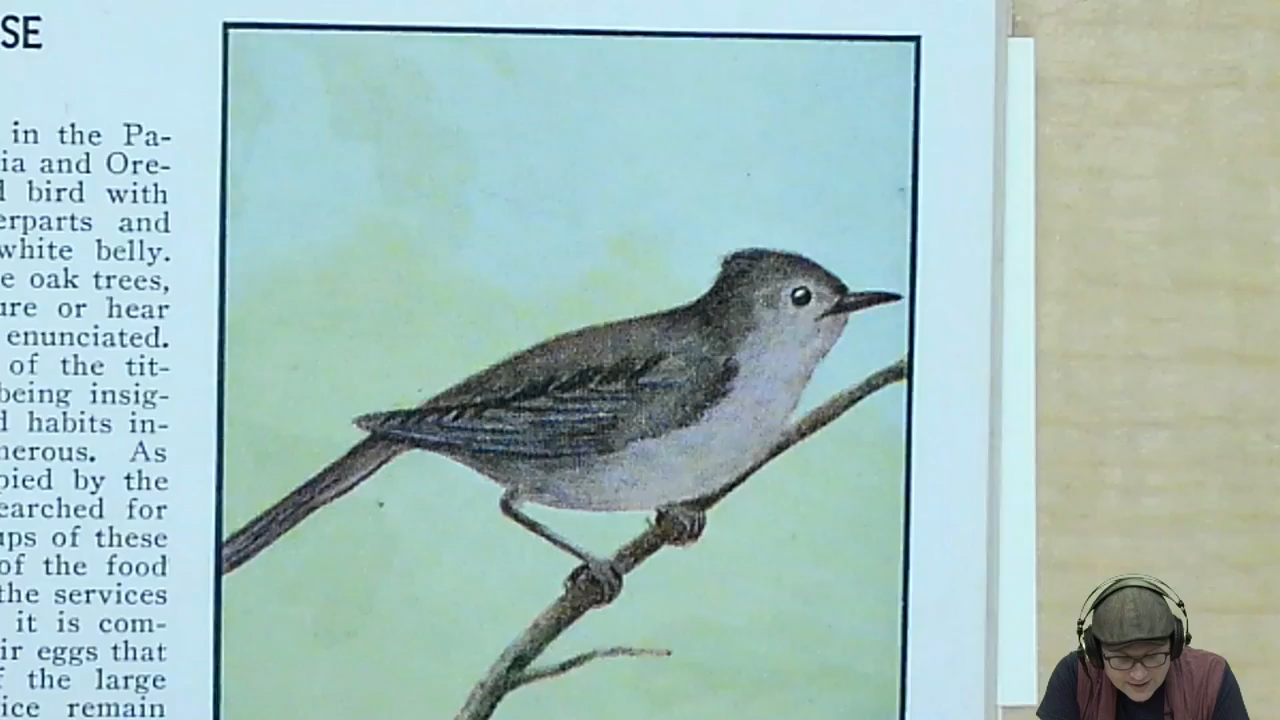 SE
in the Pa-
ia and Ore-
bird with
erparts and
white belly.
e oak trees,
ure or hear
enunciated.
of the tit-
being insig-
d habits in-
nerous. As
pied by the
earched for
ups of these
of the food
the services
it is com-
ir eggs that
the large
ice remain